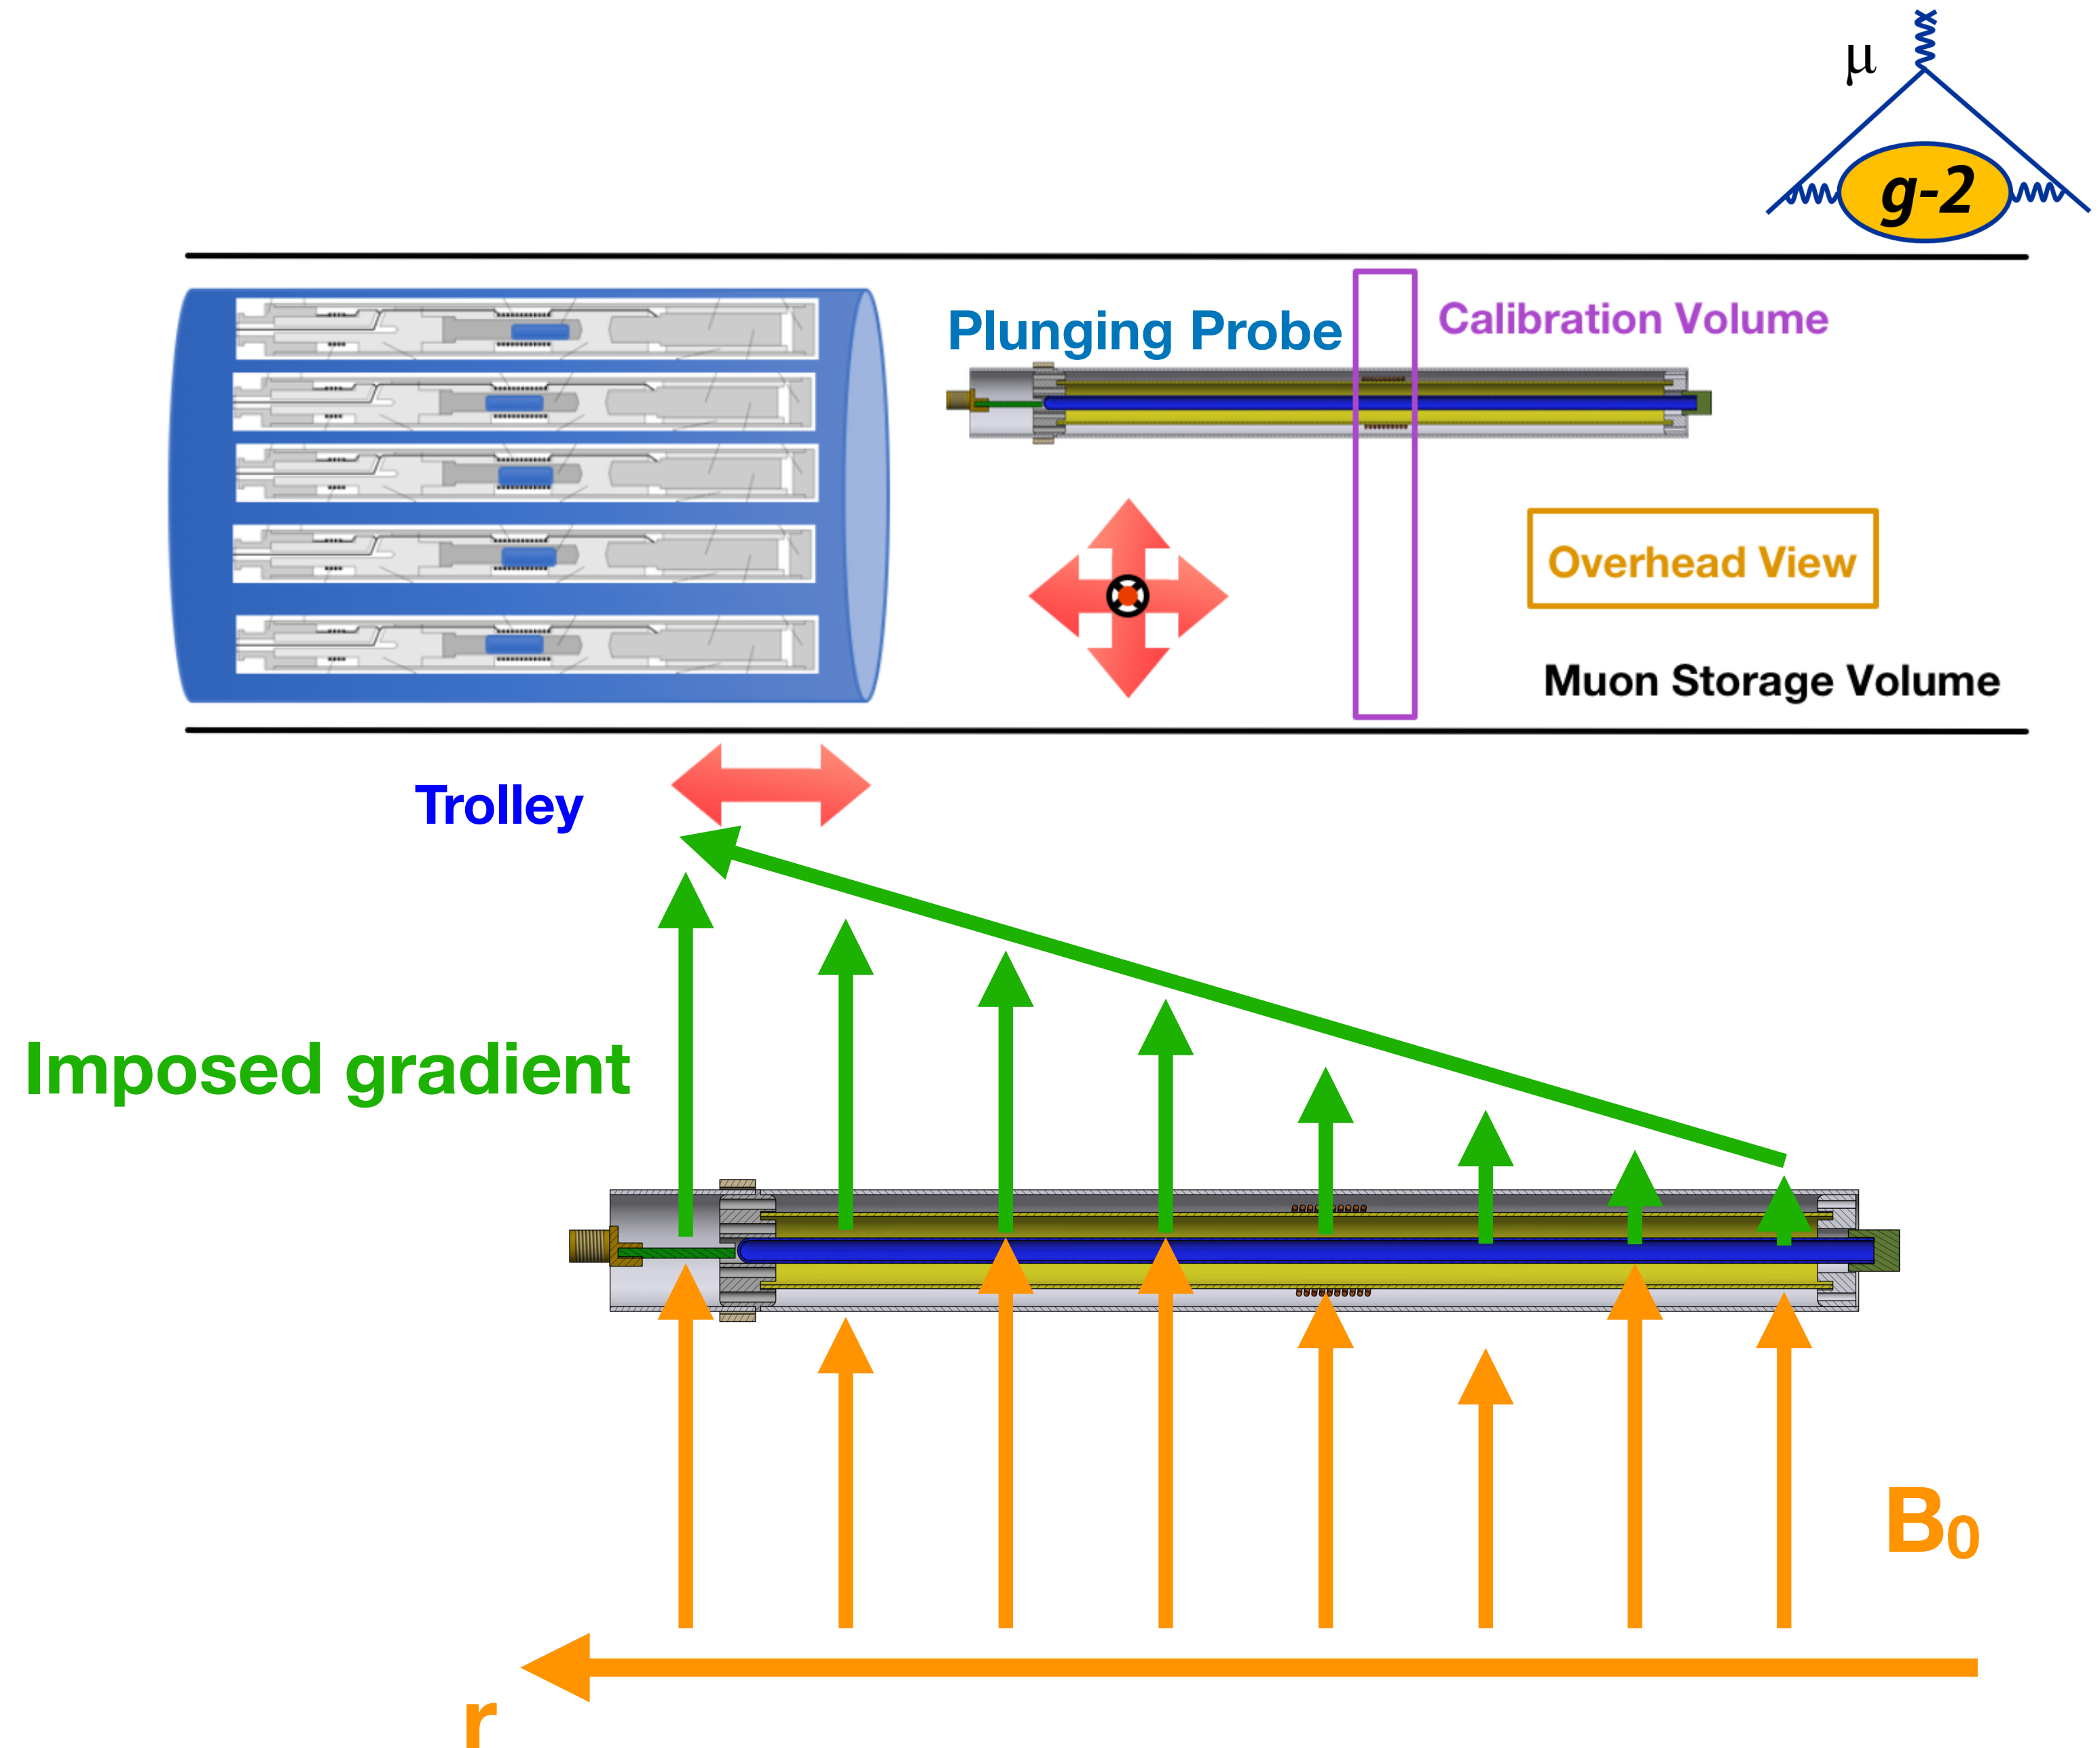 μ
g-2
Plunging Probe
Calibration Volume
Overhead View
Muon Storage Volume
Trolley
Imposed gradient
B₀
r